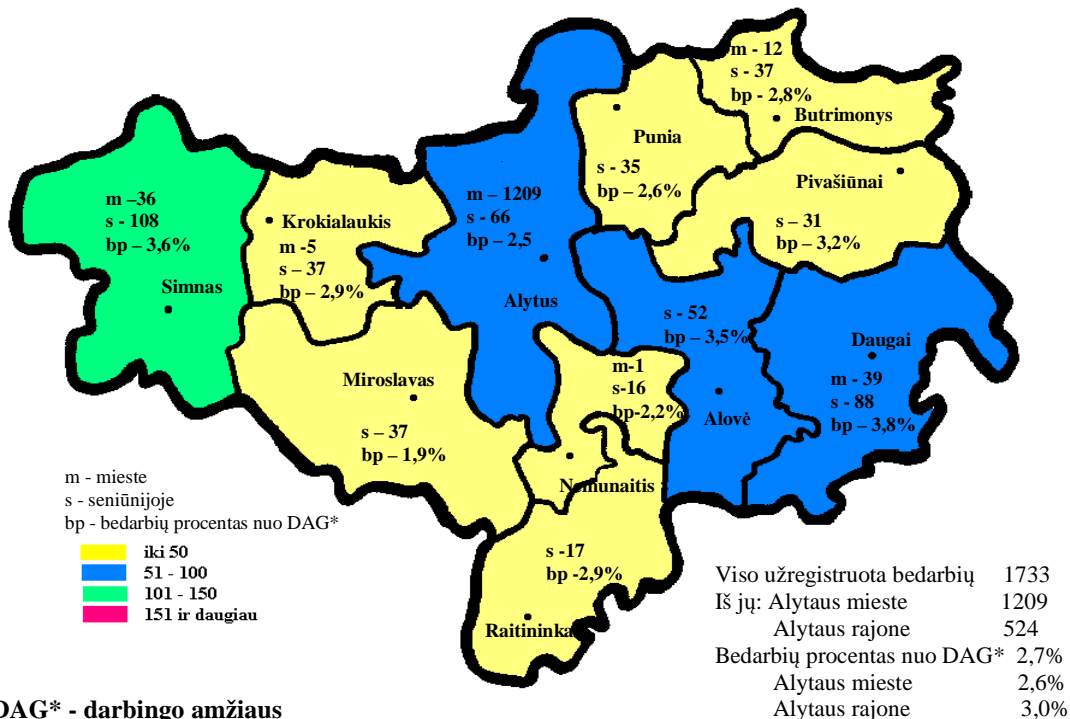 m - 12
s - 37
bp - 2,8%
Butrimonys
Punia
s - 35
bp – 2,6%
Pivašiūnai
s – 31
bp – 3,2%
m –36
s - 108
bp – 3,6%
Simnas
Krokialaukis
m -5
s – 37
bp – 2,9%
m – 1209
s - 66
bp – 2,5
Alytus
s - 52
bp – 3,5%
Alovė
Daugai
m - 39
s - 88
bp – 3,8%
Miroslavas
s – 37
bp – 1,9%
m-1
s-16
bp-2,2%
Nemunaitis
s -17
bp -2,9%
Raitininka
m - mieste
s - seniūnijoje
bp - bedarbių procentas nuo DAG*
iki 50
51 - 100
101 - 150
151 ir daugiau
Viso užregistruota bedarbių 1733
Iš jų: Alytaus mieste 1209
Alytaus rajone 524
Bedarbių procentas nuo DAG* 2,7%
Alytaus mieste 2,6%
Alytaus rajone 3,0%
DAG* - darbingo amžiaus